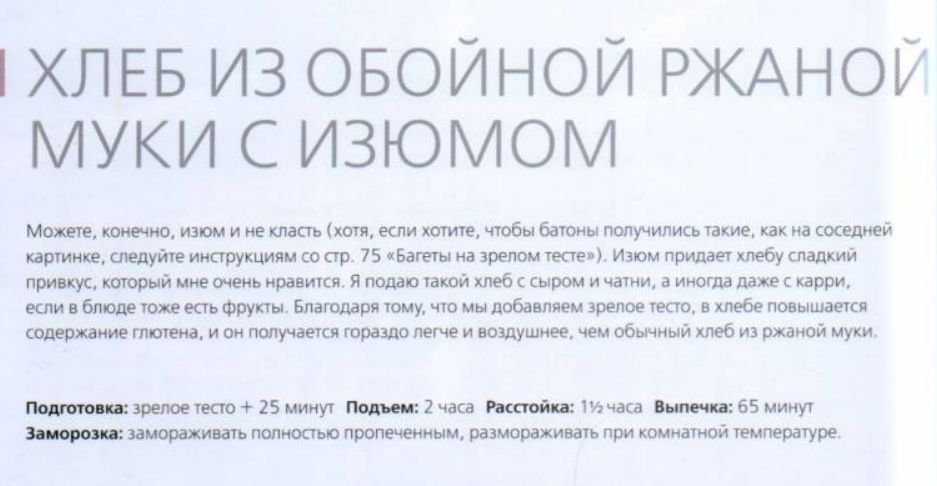 ХЛЕБ ИЗ ОБОЙНОЙ РЖАНОЙ
МУКИ С ИЗЮМОМ
Можете, конечно, изюм и не класть (хотя, если хотите, чтобы батоны получились такие, как на соседней
картинке, следуйте инструкциям со стр. 75 «Багеты на зрелом тесте»). Изюм придает хлебу сладкий
привкус, который мне очень нравится. Я подаю такой хлеб с сыром и чатни, а иногда даже с карри,
если в блюде тоже есть фрукты. Благодаря тому, что мы добавляем зрелое тесто, в хлебе повышается
содержание глютена, и он получается гораздо легче и воздушнее, чем обычный хлеб из ржаной муки.
Подготовка: зрелое тесто + 25 минут Подъем: 2 часа Расстойка: 1½ часа Выпечка: 65 минут
Заморозка: замораживать полностью пропеченным, размораживать при комнатной температуре.